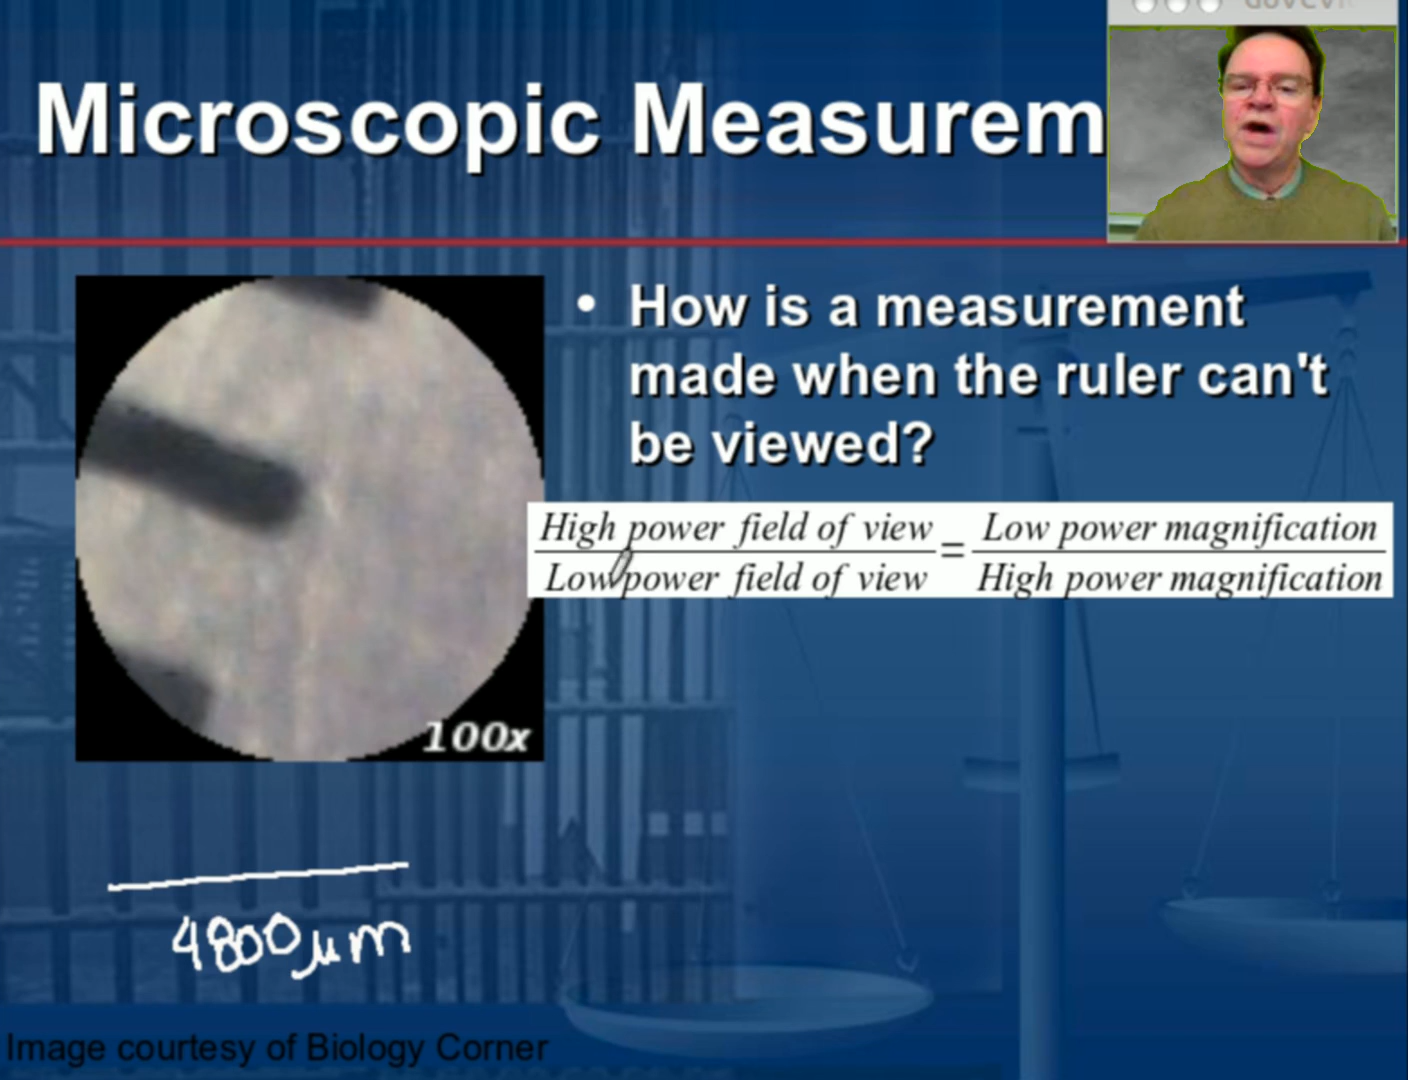 Microscopic Measurem
• How is a measurement
made when the ruler can't
be viewed?
High power field of view = Low power magnification
Low power field of view High power magnification
100x
4800 μm
Image courtesy of Biology Corner